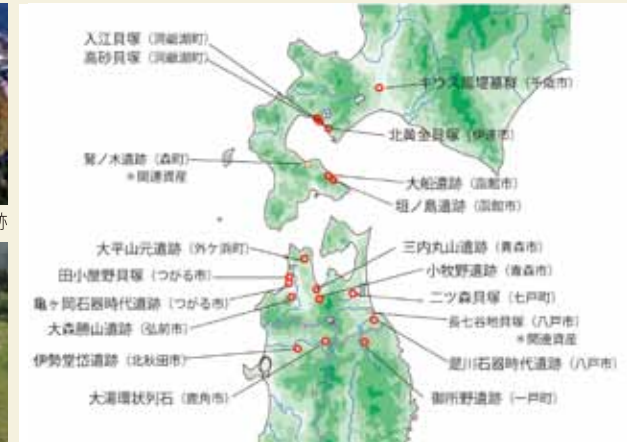 跡
入江貝塚（洞爺湖町）
高砂貝塚（洞爺湖町）
キウス周堤墓群（千歳市）
北黄金貝塚（伊達市）
鷲ノ木遺跡（森町）
＊関連資産
大船遺跡（函館市）
垣ノ島遺跡（函館市）
大平山元遺跡（外ケ浜町）
三内丸山遺跡（青森市）
田小屋野貝塚（つがる市）
小牧野遺跡（青森市）
亀ヶ岡石器時代遺跡（つがる市）
二ツ森貝塚（七戸町）
大森勝山遺跡（弘前市）
長七谷地貝塚（八戸市）
＊関連資産
伊勢堂岱遺跡（北秋田市）
是川石器時代遺跡（八戸市）
大湯環状列石（鹿角市）
御所野遺跡（一戸町）